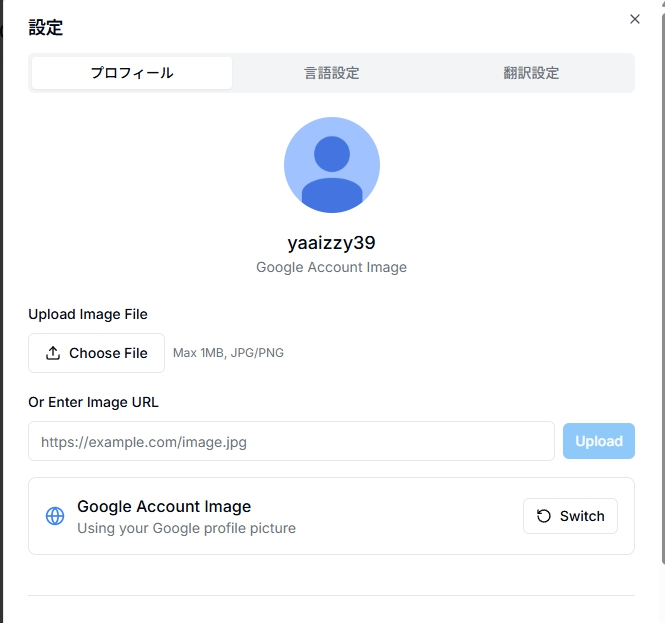 設定
プロフィール
言語設定
翻訳設定
yaaizzy39
Google Account Image
Upload Image File
Choose File
Max 1MB, JPG/PNG
Or Enter Image URL
https://example.com/image.jpg
Upload
Google Account Image
Using your Google profile picture
Switch